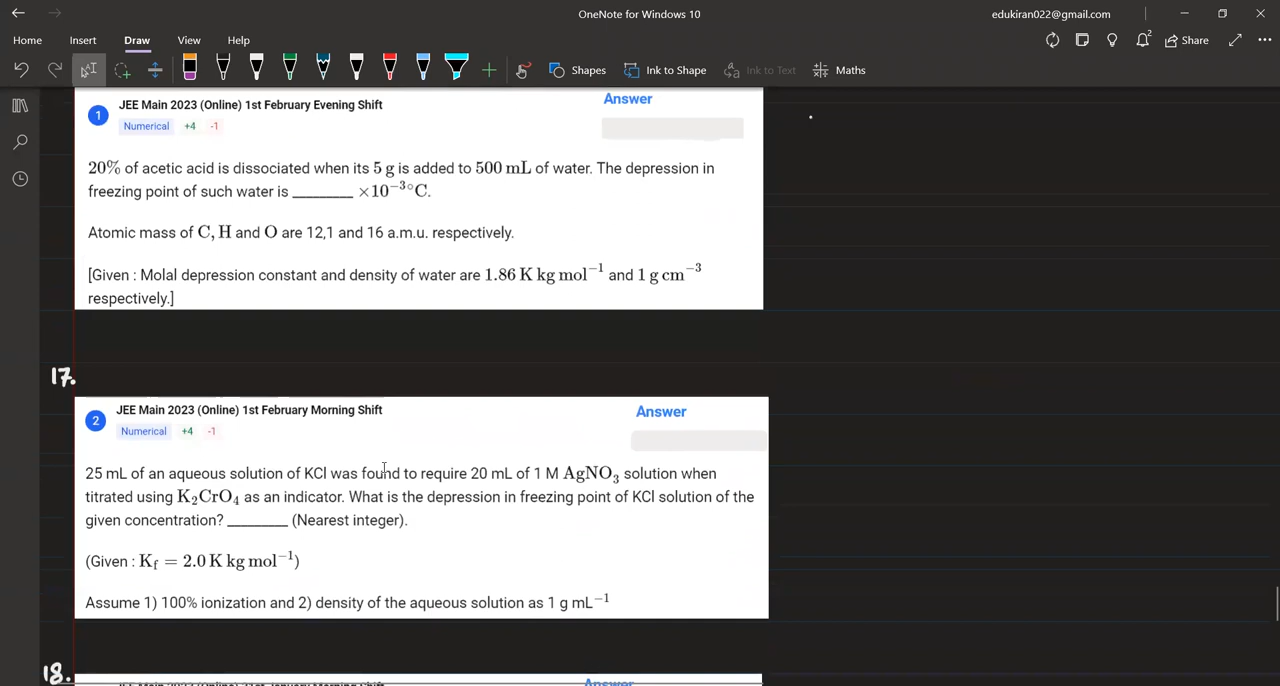 OneNote for Windows 10
edukiran022@gmail.com
Home Insert Draw View Help
Share
Shapes Ink to Shape Ink to Text Maths
1 JEE Main 2023 (Online) 1st February Evening Shift
Answer
Numerical +4 -1
20% of acetic acid is dissociated when its 5 g is added to 500 mL of water. The depression in
freezing point of such water is ________ ×10⁻³°C.
Atomic mass of C, H and O are 12,1 and 16 a.m.u. respectively.
[Given : Molal depression constant and density of water are 1.86 K kg mol⁻¹ and 1 g cm⁻³
respectively.]
17.
2 JEE Main 2023 (Online) 1st February Morning Shift
Answer
Numerical +4 -1
25 mL of an aqueous solution of KCl was found to require 20 mL of 1 M AgNO₃ solution when
titrated using K₂CrO₄ as an indicator. What is the depression in freezing point of KCl solution of the
given concentration? ________ (Nearest integer).
(Given : K_f = 2.0 K kg mol⁻¹)
Assume 1) 100% ionization and 2) density of the aqueous solution as 1 g mL⁻¹
18.
Answer